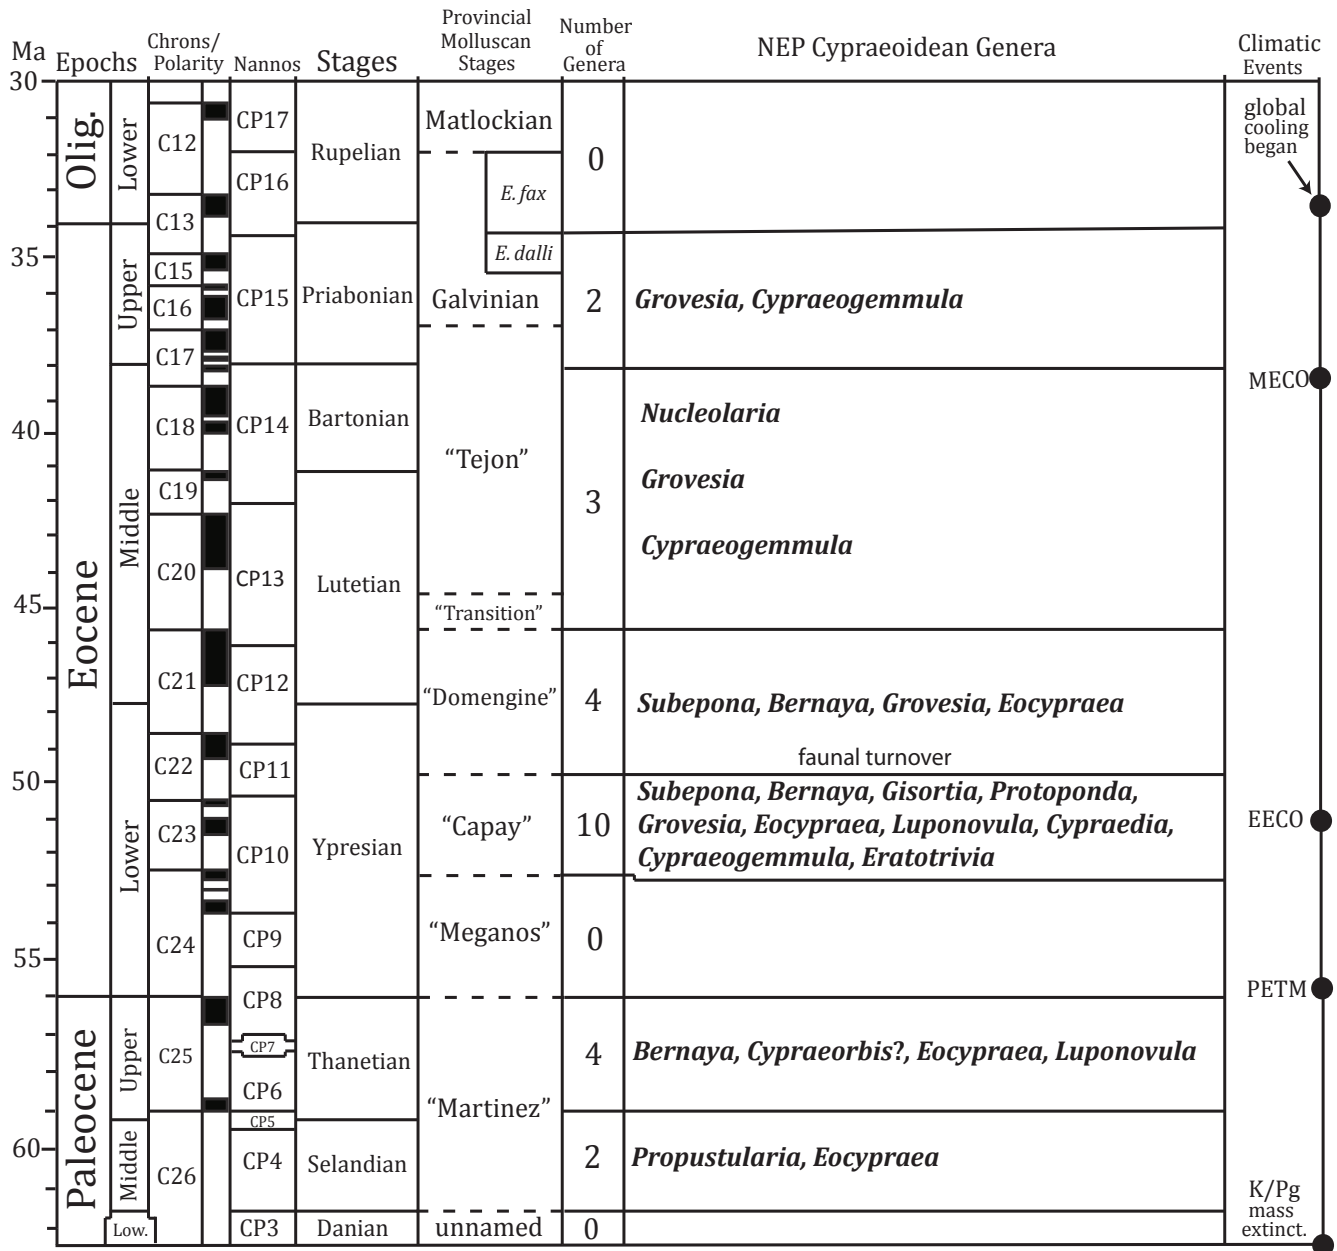 Ma
Epochs
Chrons/
Polarity
Nannos
Stages
Provincial
Molluscan
Stages
Number
of
Genera
NEP Cypraeoidean Genera
Climatic
Events
30
35
40
45
50
55
60
Olig.
Eocene
Paleocene
Lower
Upper
Middle
Lower
Upper
Middle
Low.
C12
C13
C15
C16
C17
C18
C19
C20
C21
C22
C23
C24
C25
C26
CP17
CP16
CP15
CP14
CP13
CP12
CP11
CP10
CP9
CP8
CP7
CP6
CP5
CP4
CP3
Rupelian
Priabonian
Bartonian
Lutetian
Ypresian
Thanetian
Selandian
Danian
Matlockian
E. fax
E. dalli
Galvinian
“Tejon”
“Transition”
“Domengine”
“Capay”
“Meganos”
“Martinez”
unnamed
0
2
3
4
10
0
4
2
0
Grovesia, Cypraeogemmula
Nucleolaria
Grovesia
Cypraeogemmula
Subepona, Bernaya, Grovesia, Eocypraea
faunal turnover
Subepona, Bernaya, Gisortia, Protoponda,
Grovesia, Eocypraea, Luponovula, Cypraedia,
Cypraeogemmula, Eratotrivia
Bernaya, Cypraeorbis?, Eocypraea, Luponovula
Propustularia, Eocypraea
global
cooling
began
MECO
EECO
PETM
K/Pg
mass
extinct.